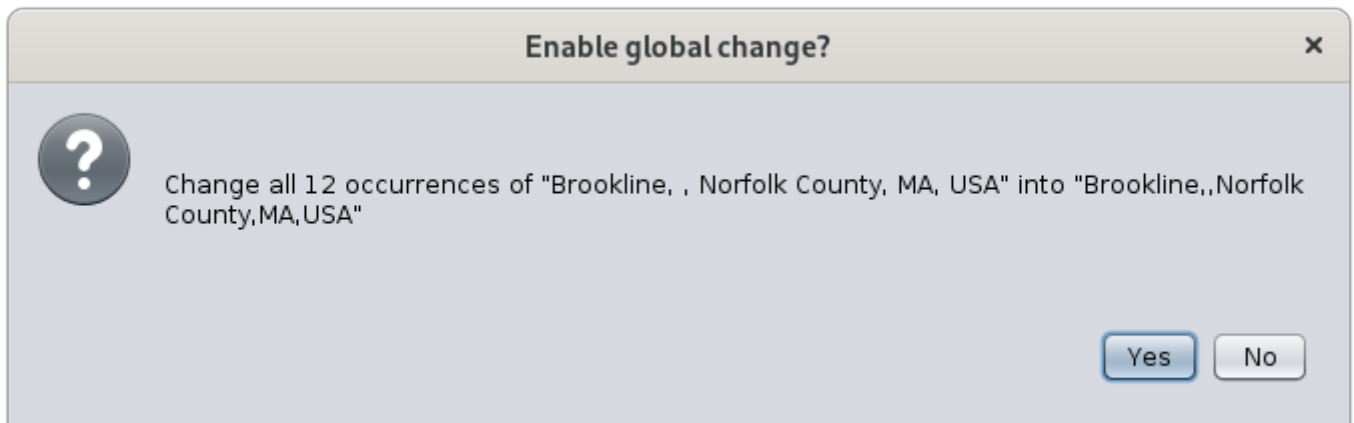 Enable global change?
Change all 12 occurrences of "Brookline, , Norfolk County, MA, USA" into "Brookline,,Norfolk
County,MA,USA"
Yes No